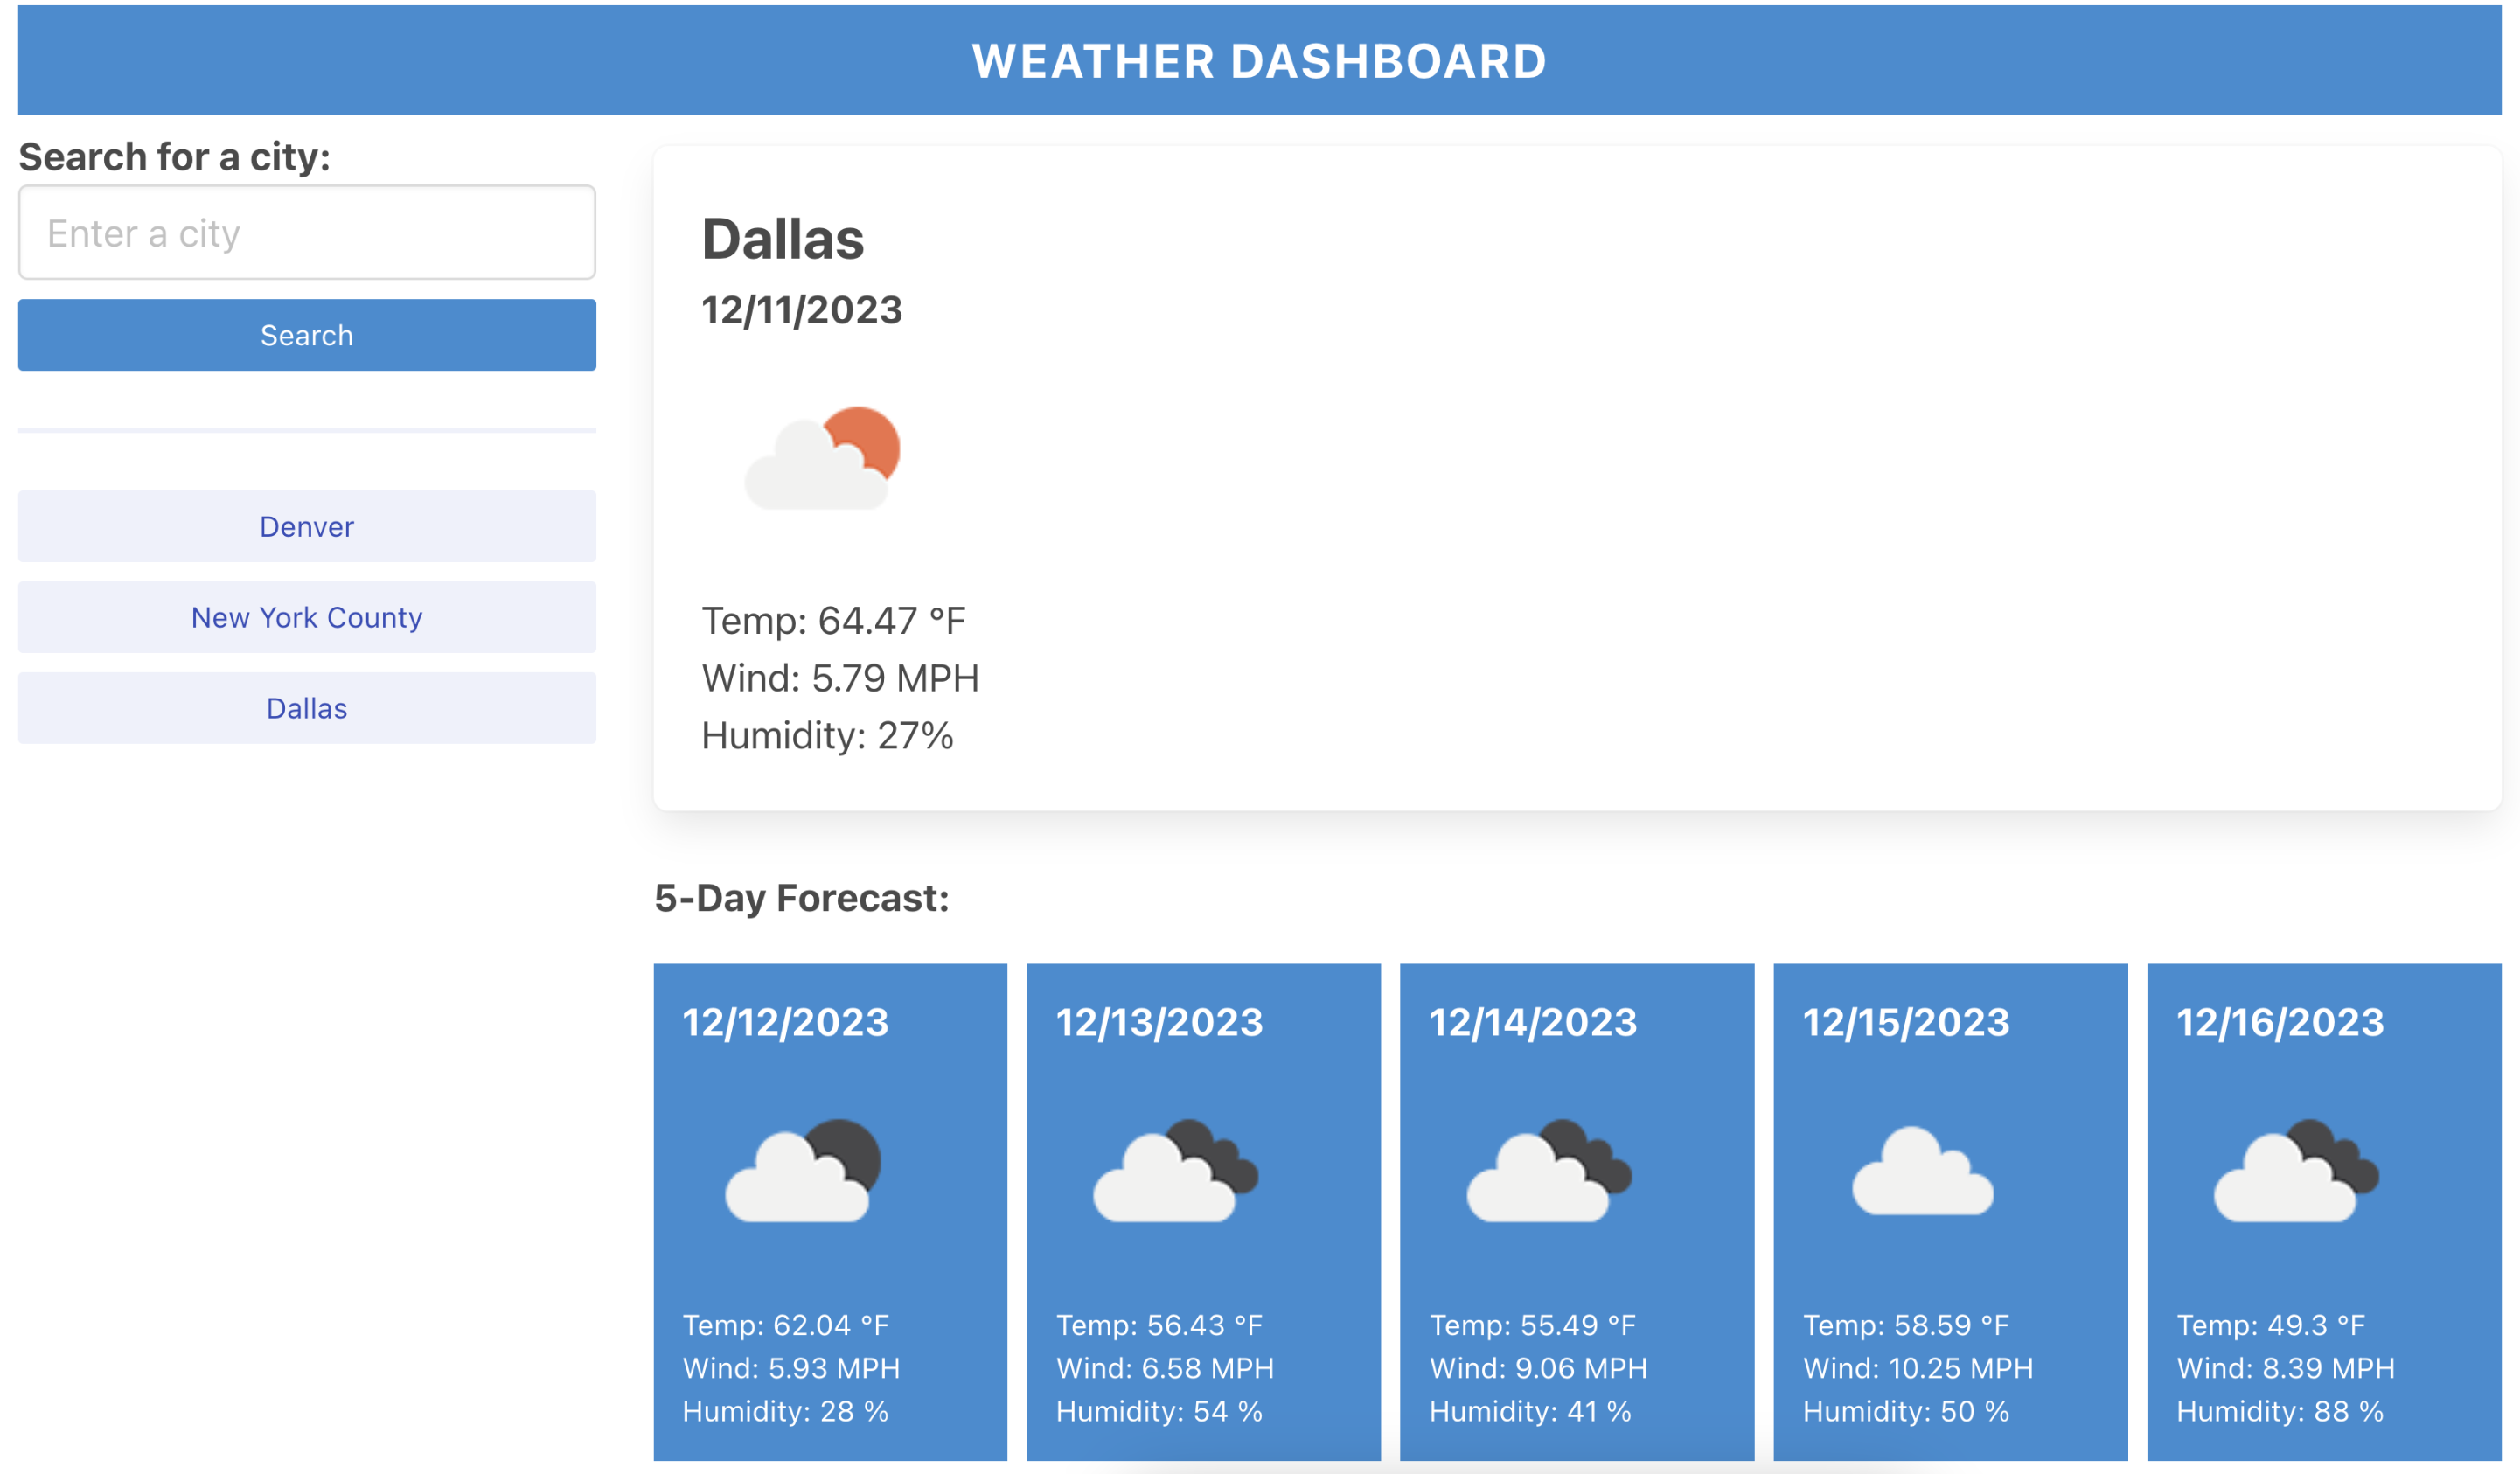 WEATHER DASHBOARD
Search for a city:
Enter a city
Search
Denver
New York County
Dallas
Dallas
12/11/2023
Temp: 64.47 °F
Wind: 5.79 MPH
Humidity: 27%
5-Day Forecast:
12/12/2023
Temp: 62.04 °F
Wind: 5.93 MPH
Humidity: 28 %
12/13/2023
Temp: 56.43 °F
Wind: 6.58 MPH
Humidity: 54 %
12/14/2023
Temp: 55.49 °F
Wind: 9.06 MPH
Humidity: 41 %
12/15/2023
Temp: 58.59 °F
Wind: 10.25 MPH
Humidity: 50 %
12/16/2023
Temp: 49.3 °F
Wind: 8.39 MPH
Humidity: 88 %